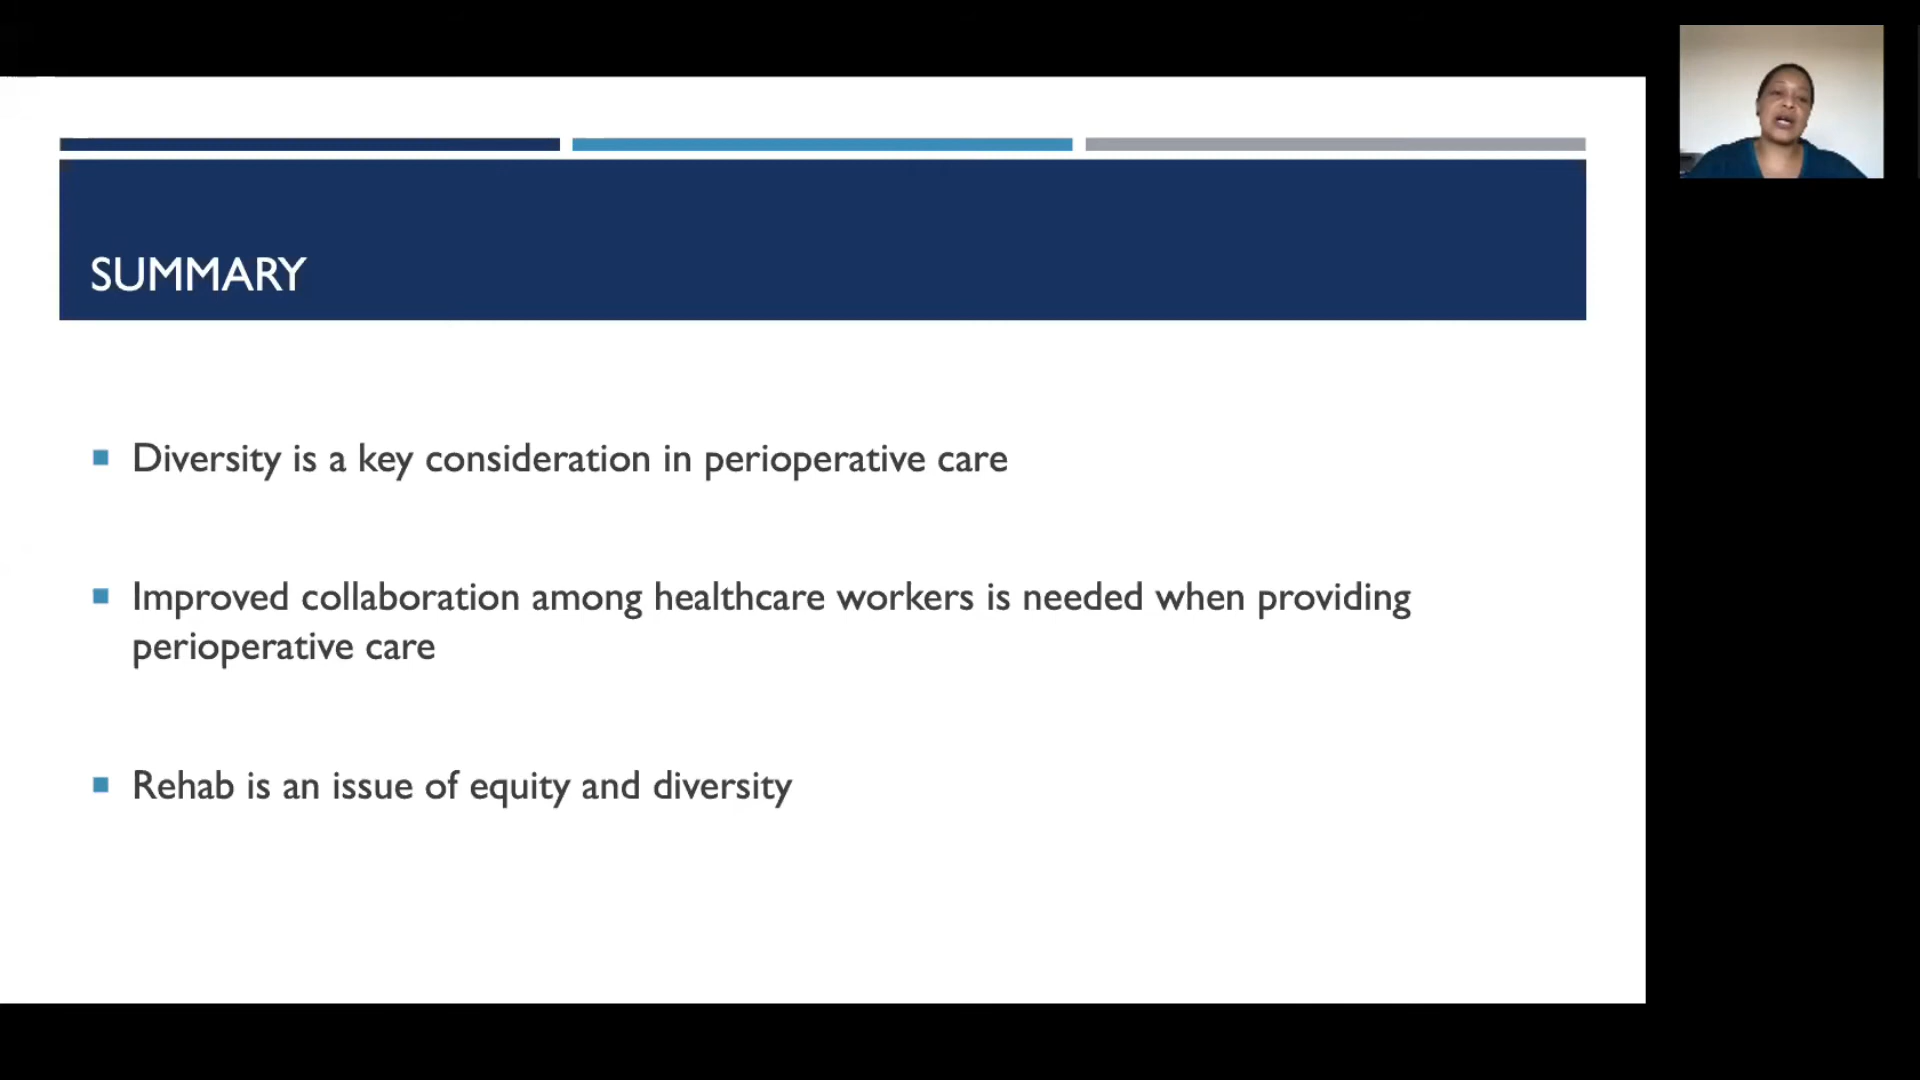 SUMMARY
Diversity is a key consideration in perioperative care
Improved collaboration among healthcare workers is needed when providing
perioperative care
Rehab is an issue of equity and diversity